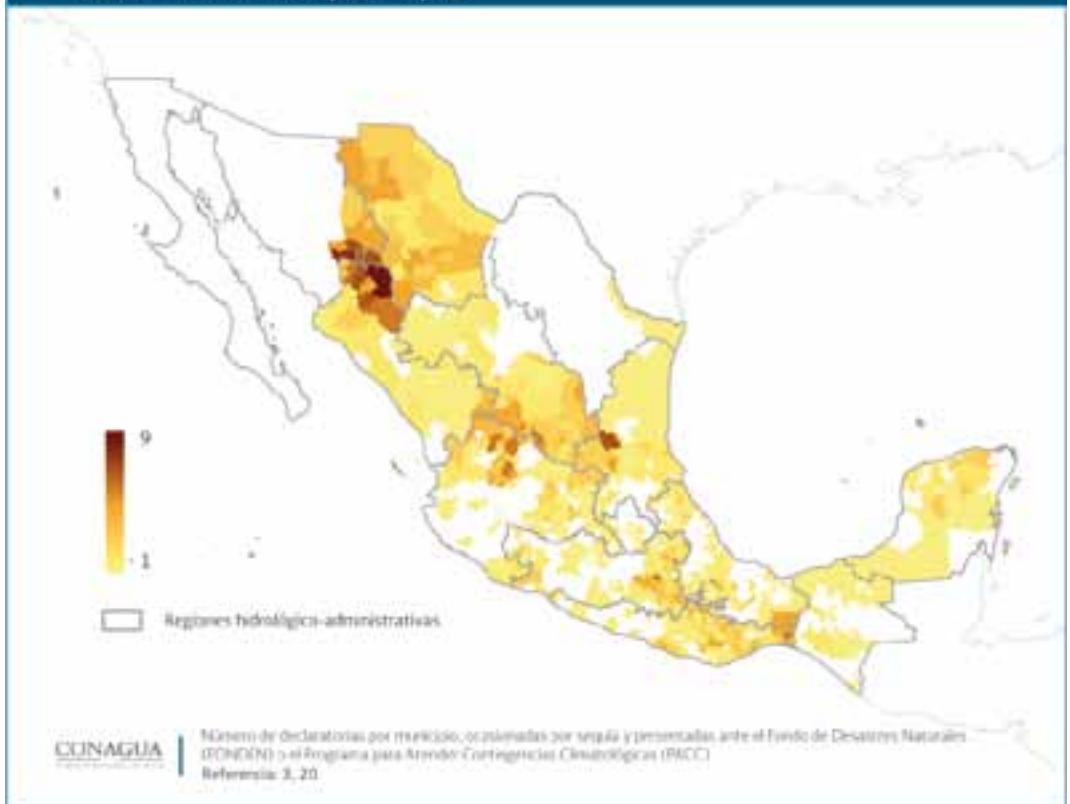 9
1
Regiones hidrológico-administrativas
CONAGUA
Número de declaratorias por municipio, ocasionadas por sequía y presentadas ante el Fondo de Desastres Naturales
(FONDEN) o el Programa para Atender Contingencias Climatológicas (PACC)
Referencia: 3, 20.